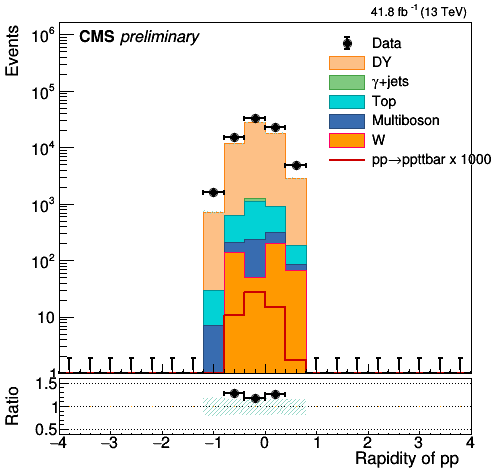 41.8 fb⁻¹ (13 TeV)
CMS preliminary
Events
10⁶
10⁵
10⁴
10³
10²
10
1
Data
DY
γ+jets
Top
Multiboson
W
pp→ppttbar x 1000
Ratio
1.5
1
0.5
−4 −3 −2 −1 0 1 2 3 4
Rapidity of pp